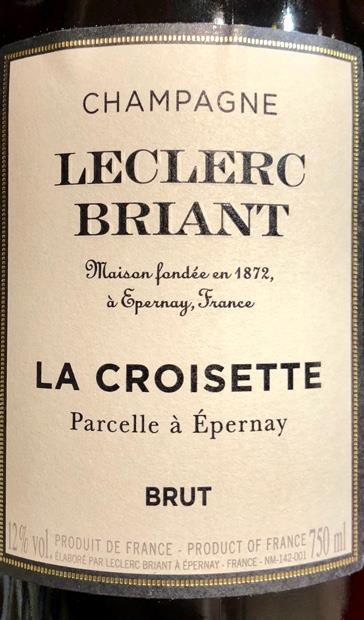 CHAMPAGNE
LECLERC
BRIANT
Maison fondée en 1872,
à Epernay, France
LA CROISETTE
Parcelle à Épernay
BRUT
12% vol. PRODUIT DE FRANCE - PRODUCT OF FRANCE 750 ml
ÉLABORÉ PAR LECLERC BRIANT À ÉPERNAY - FRANCE - NM-142-001